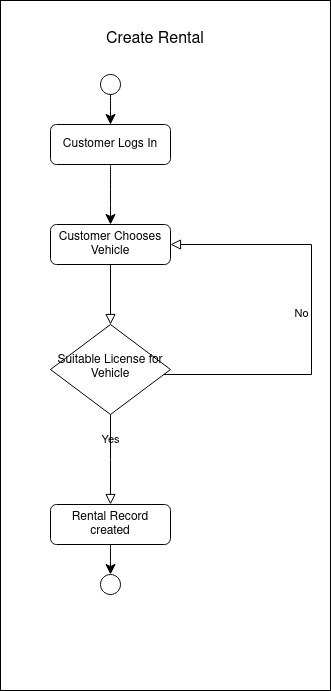 Create Rental
Customer Logs In
Customer Chooses
Vehicle
No
Suitable License for
Vehicle
Yes
Rental Record
created